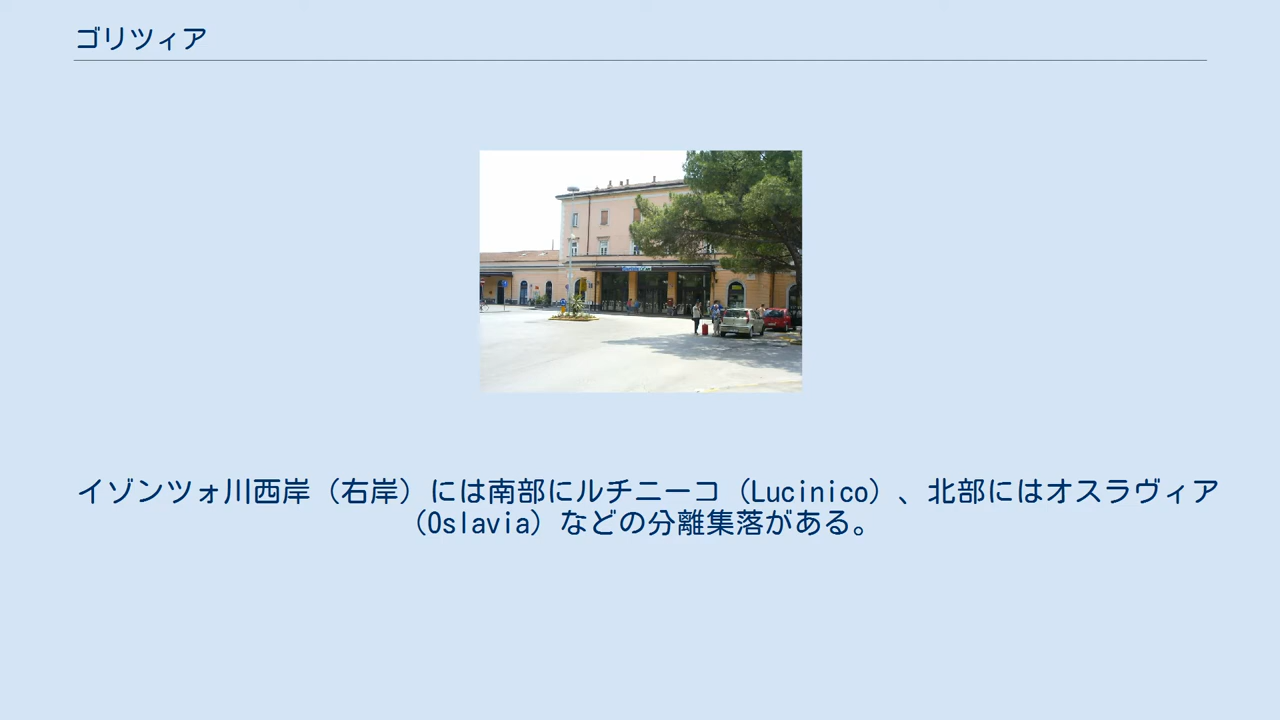 ゴリツィア
イゾンツォ川西岸（右岸）には南部にルチニーコ（Lucinico）、北部にはオスラヴィア
（Oslavia）などの分離集落がある。